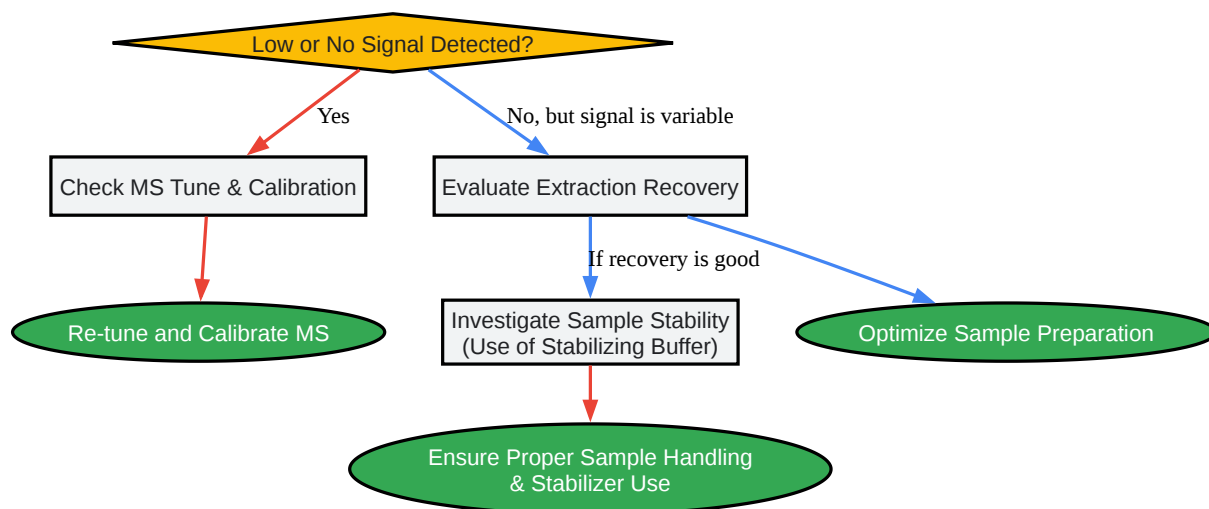 Low or No Signal Detected?
Yes
No, but signal is variable
Check MS Tune & Calibration
Evaluate Extraction Recovery
If recovery is good
Re-tune and Calibrate MS
Investigate Sample Stability
(Use of Stabilizing Buffer)
Optimize Sample Preparation
Ensure Proper Sample Handling
& Stabilizer Use